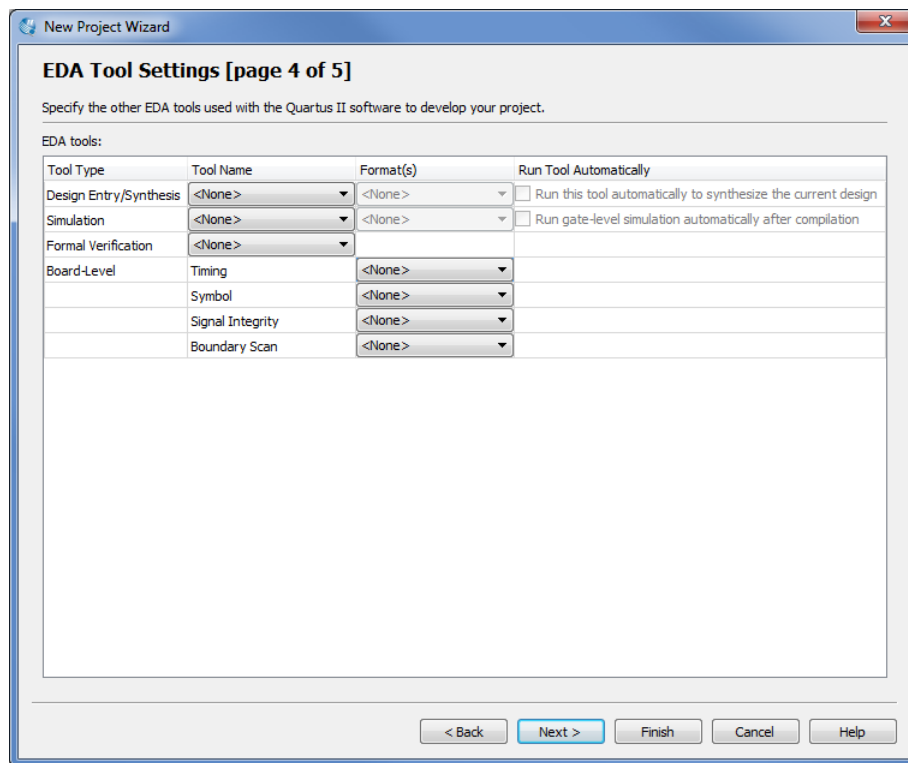 New Project Wizard
EDA Tool Settings [page 4 of 5]
Specify the other EDA tools used with the Quartus II software to develop your project.
EDA tools:
Tool Type Tool Name Format(s) Run Tool Automatically
Design Entry/Synthesis <None> <None> Run this tool automatically to synthesize the current design
Simulation <None> <None> Run gate-level simulation automatically after compilation
Formal Verification <None>
Board-Level Timing <None>
Symbol <None>
Signal Integrity <None>
Boundary Scan <None>
< Back Next > Finish Cancel Help